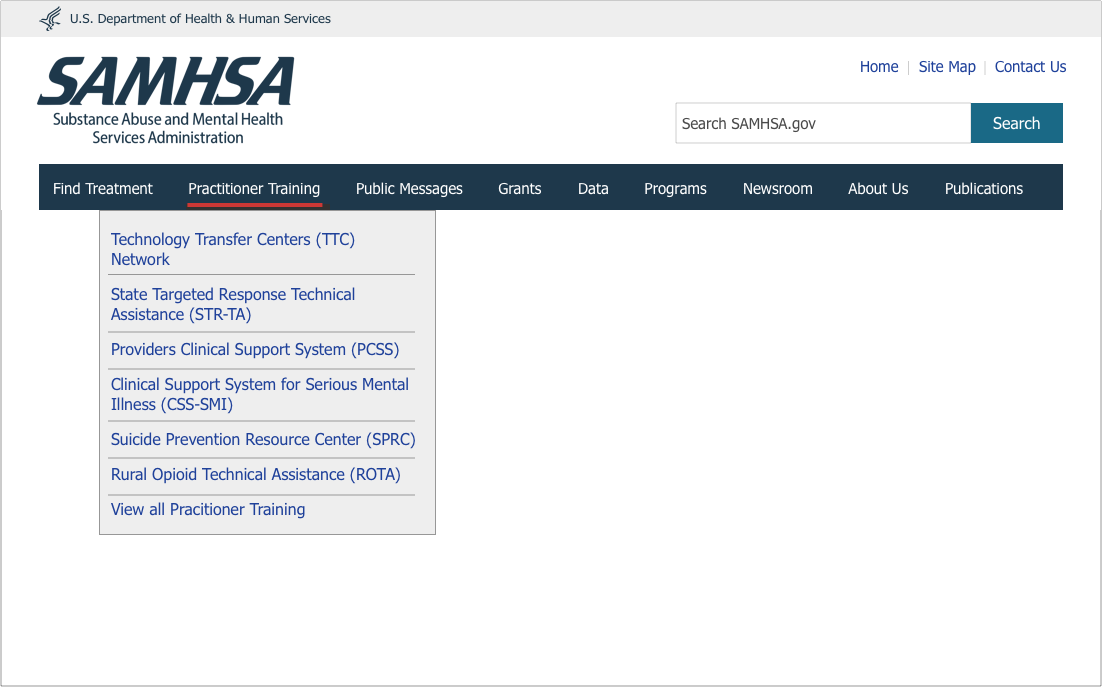 U.S. Department of Health & Human Services
SAMHSA
Substance Abuse and Mental Health
Services Administration
Home | Site Map | Contact Us
Search SAMHSA.gov
Search
Find Treatment Practitioner Training Public Messages Grants Data Programs Newsroom About Us Publications
Technology Transfer Centers (TTC)
Network
State Targeted Response Technical
Assistance (STR-TA)
Providers Clinical Support System (PCSS)
Clinical Support System for Serious Mental
Illness (CSS-SMI)
Suicide Prevention Resource Center (SPRC)
Rural Opioid Technical Assistance (ROTA)
View all Pracitioner Training